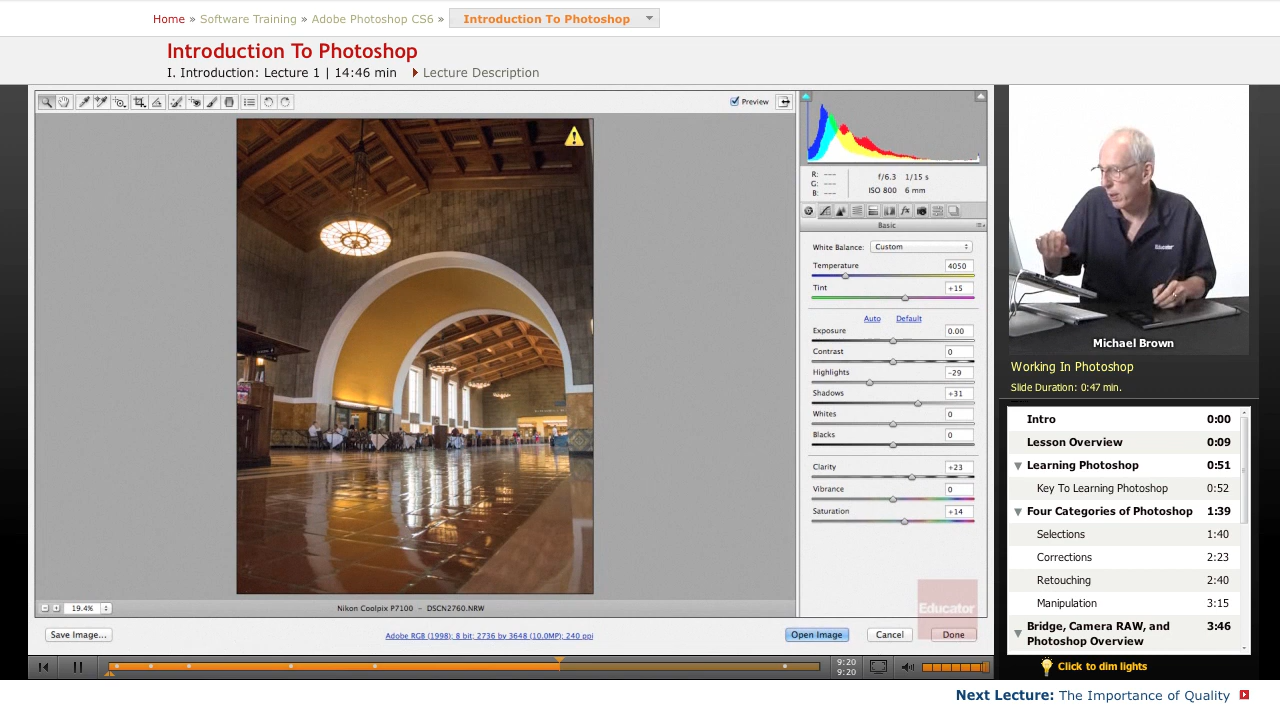 Home » Software Training » Adobe Photoshop CS6 » Introduction To Photoshop
Introduction To Photoshop
I. Introduction: Lecture 1 | 14:46 min Lecture Description
Preview
R: ---
G: ---
B: ---
f/6.3 1/15 s
ISO 800 6 mm
fx
Basic
White Balance: Custom
Temperature 4050
Tint +15
Auto Default
Exposure 0.00
Contrast 0
Highlights -29
Shadows +31
Whites 0
Blacks 0
Clarity +23
Vibrance 0
Saturation +14
Educator
19.4%
Nikon Coolpix P7100 - DSCN2760.NRW
Save Image...
Adobe RGB (1998); 8 bit; 2736 by 3648 (10.0MP); 240 ppi
Open Image
Cancel
Done
9:20
9:20
Educator
Michael Brown
Working In Photoshop
Slide Duration: 0:47 min.
Intro 0:00
Lesson Overview 0:09
Learning Photoshop 0:51
Key To Learning Photoshop 0:52
Four Categories of Photoshop 1:39
Selections 1:40
Corrections 2:23
Retouching 2:40
Manipulation 3:15
Bridge, Camera RAW, and 3:46
Photoshop Overview
Click to dim lights
Next Lecture: The Importance of Quality